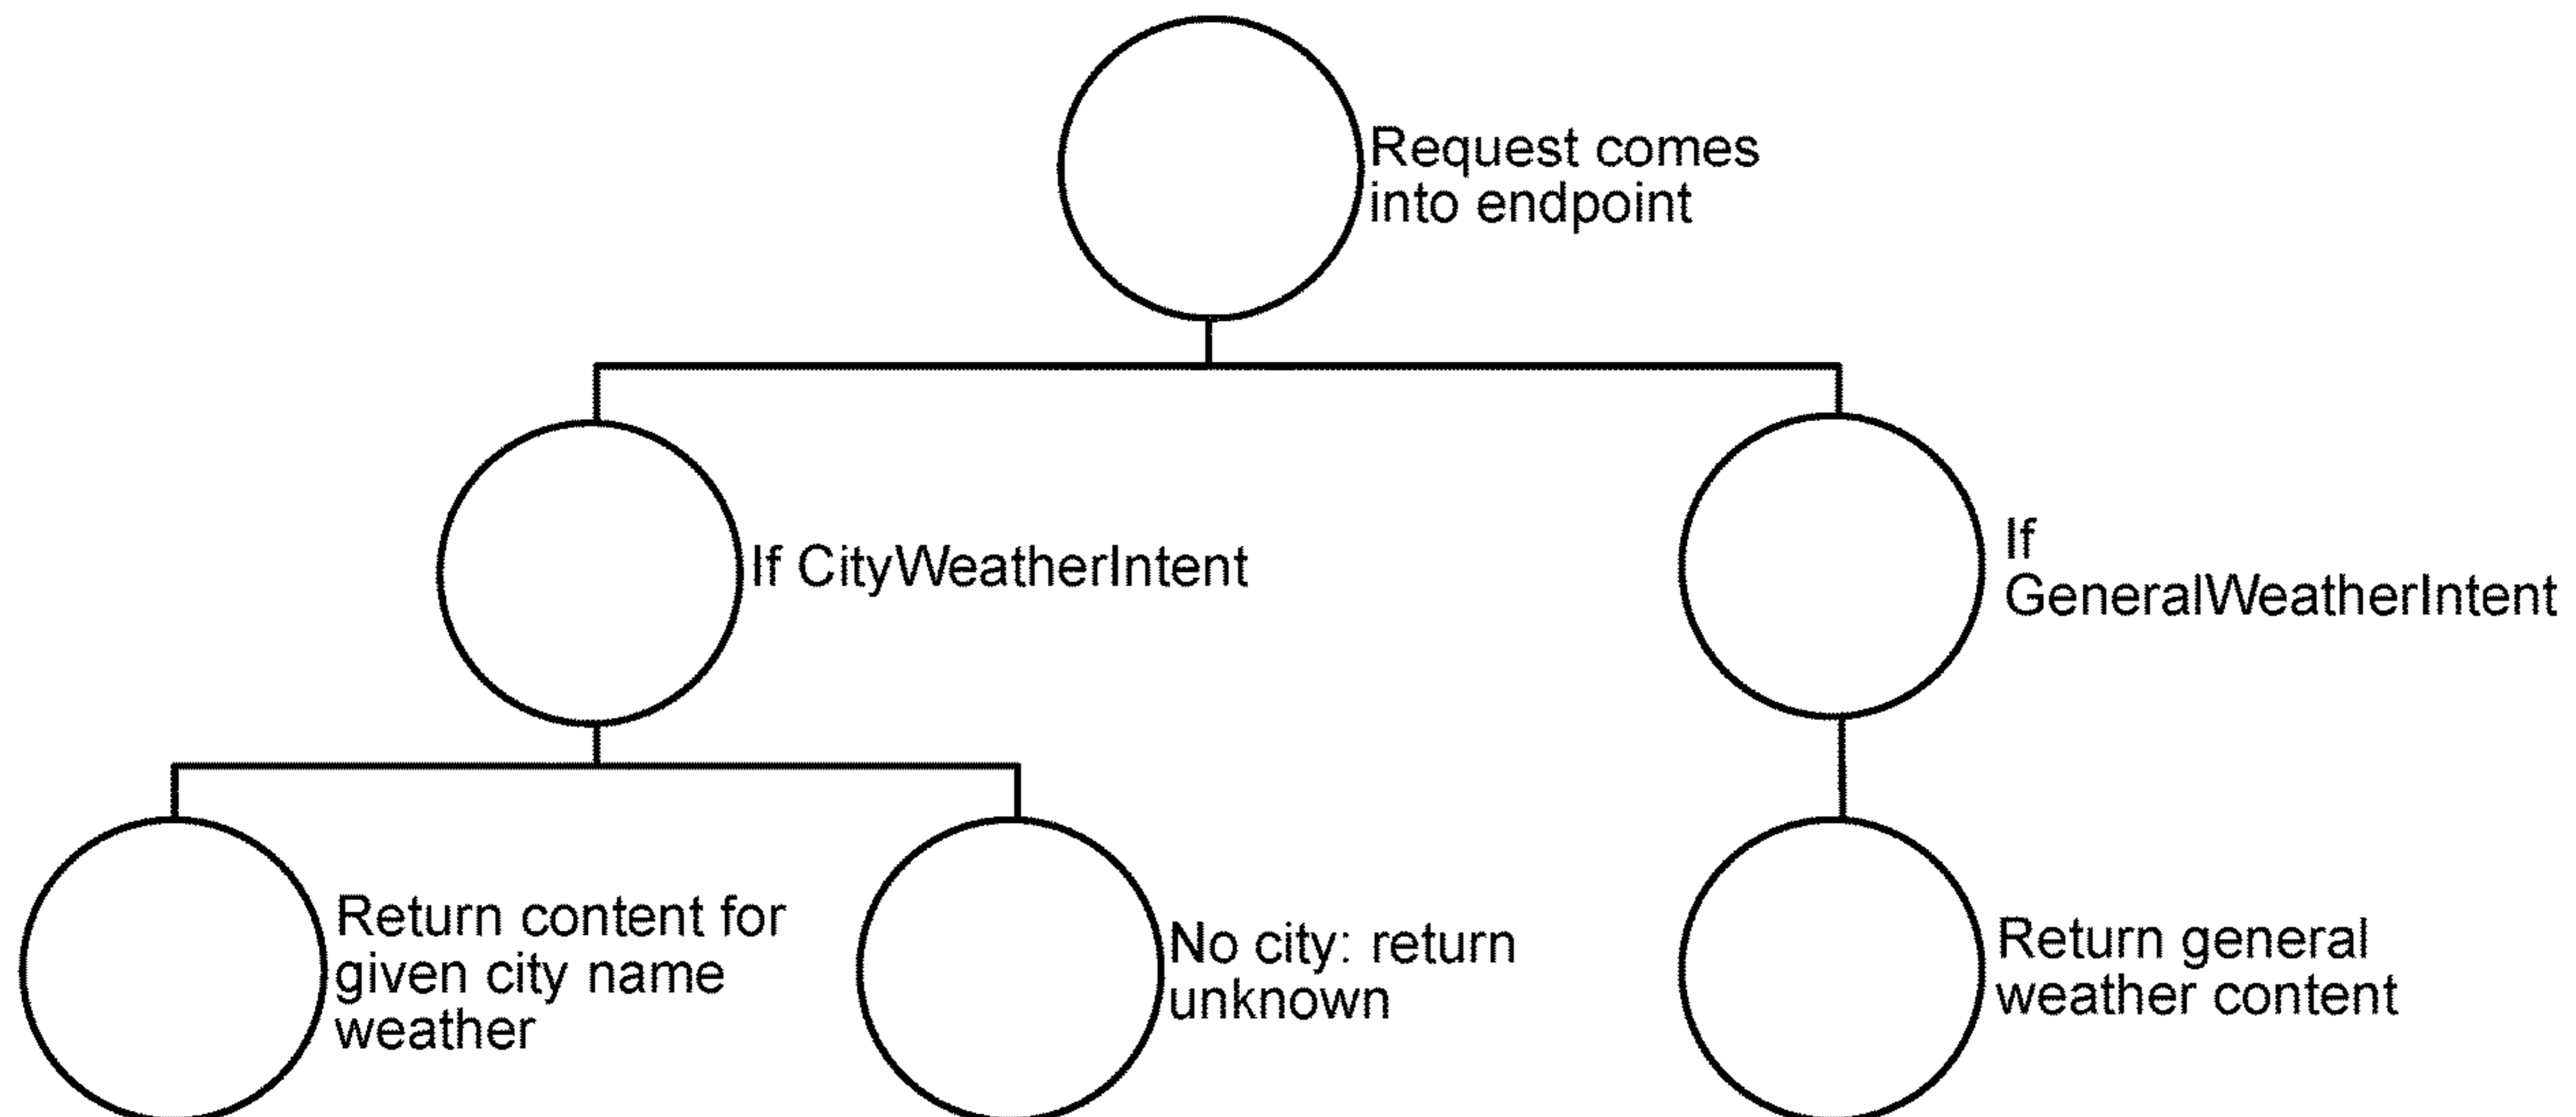 Request comes
into endpoint
If CityWeatherIntent
If
GeneralWeatherIntent
Return content for
given city name
weather
No city: return
unknown
Return general
weather content